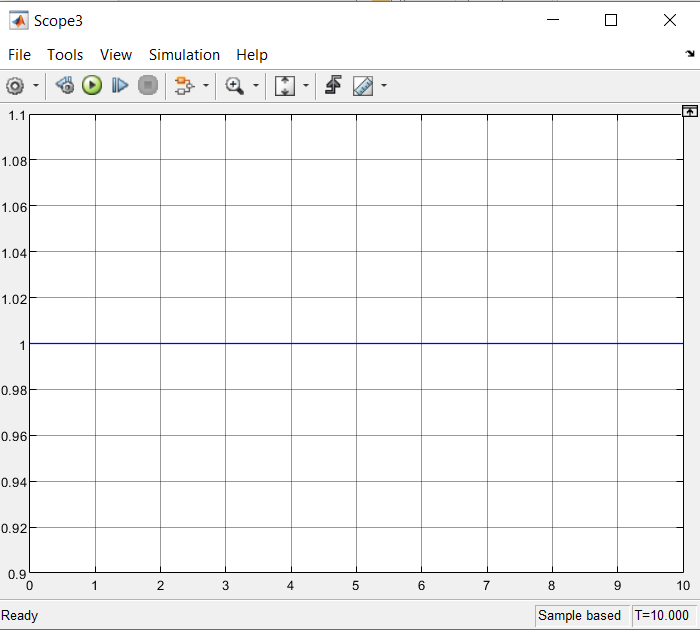 Scope3
File Tools View Simulation Help
1.1
1.08
1.06
1.04
1.02
1
0.98
0.96
0.94
0.92
0.9
0 1 2 3 4 5 6 7 8 9 10
Ready Sample based T=10.000